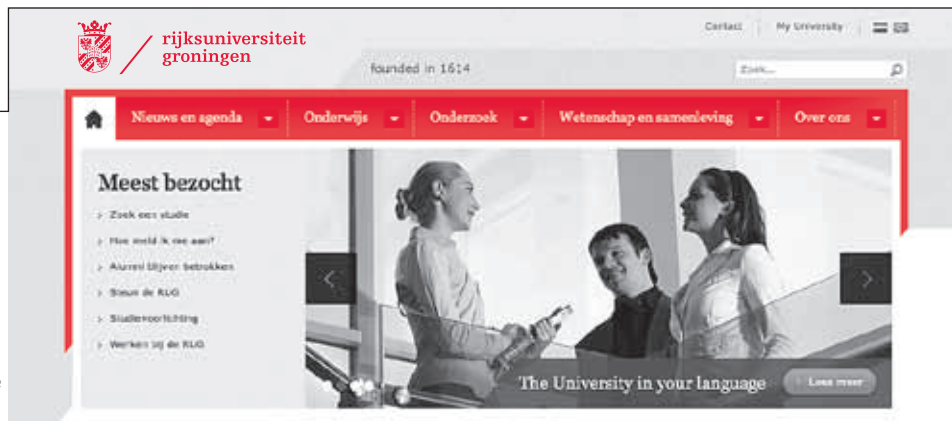 Contact My University
rijksuniversiteit
groningen
founded in 1614
Zoek...
Nieuws en agenda Onderwijs Onderzoek Wetenschap en samenleving Over ons
Meest bezocht
Zoek een studie
Hoe meld ik me aan?
Alumni blijven betrokken
Steun de RUG
Studievoorlichting
Werken bij de RUG
The University in your language
Lees meer